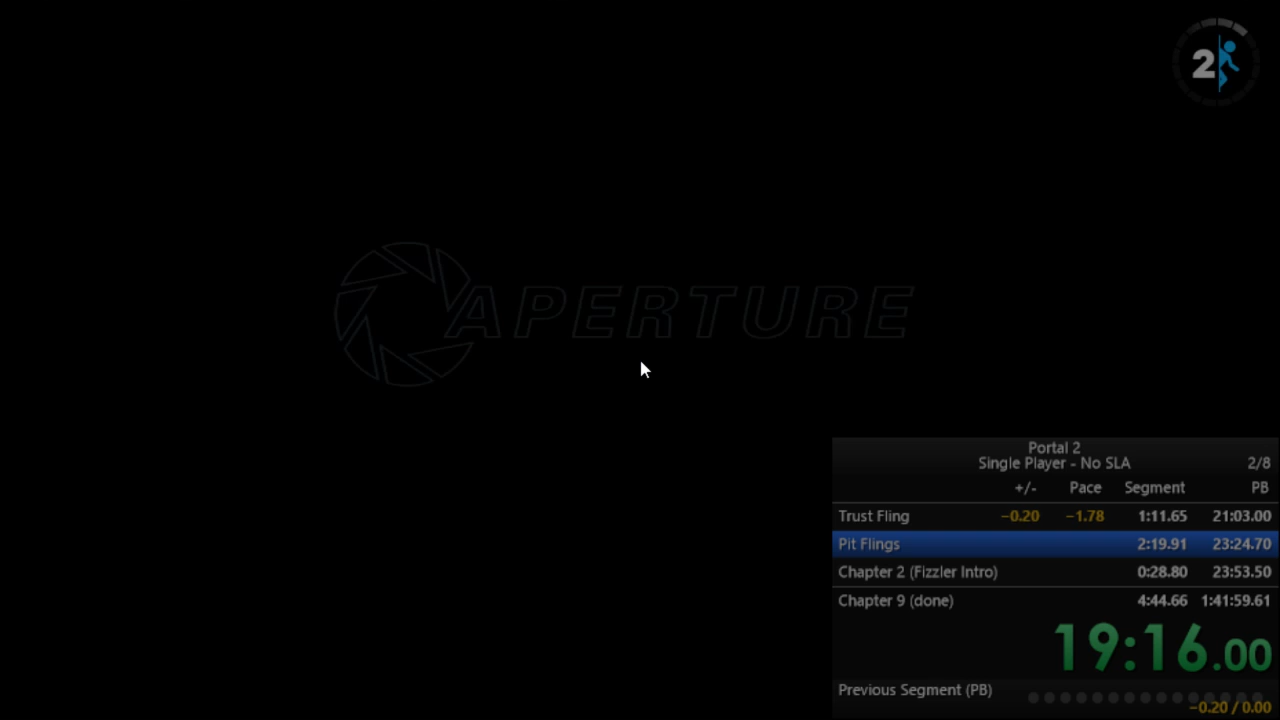 2
APERTURE
Portal 2
Single Player - No SLA 2/8
+/- Pace Segment PB
Trust Fling −0.20 −1.78 1:11.65 21:03.00
Pit Flings 2:19.91 23:24.70
Chapter 2 (Fizzler Intro) 0:28.80 23:53.50
Chapter 9 (done) 4:44.66 1:41:59.61
19:16.00
Previous Segment (PB)
−0.20 / 0.00